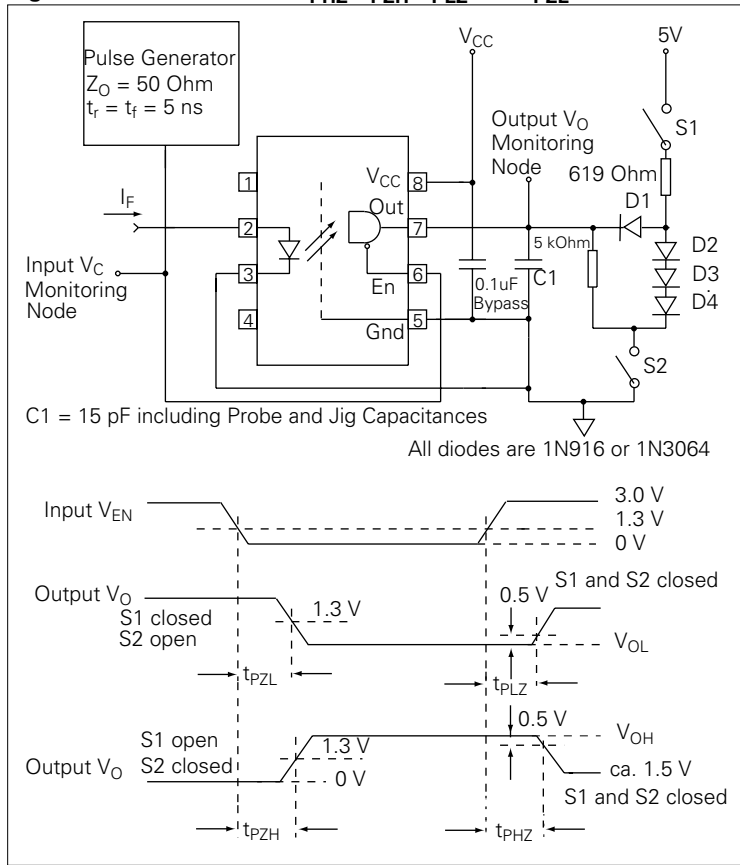 PHZ PZH PLZ PZL
Pulse Generator
Z_O = 50 Ohm
t_r = t_f = 5 ns
V_CC
5V
S1
Output V_O
Monitoring
Node
619 Ohm
D1
I_F
1
2
3
4
V_CC
Out
En
Gnd
8
7
6
5
Input V_C
Monitoring
Node
0.1uF
Bypass
C1
5 kOhm
D2
D3
D4
S2
C1 = 15 pF including Probe and Jig Capacitances
All diodes are 1N916 or 1N3064
Input V_EN
3.0 V
1.3 V
0 V
Output V_O
S1 closed
S2 open
1.3 V
0.5 V
S1 and S2 closed
V_OL
t_PZL
t_PLZ
Output V_O
S1 open
S2 closed
1.3 V
0 V
0.5 V
V_OH
ca. 1.5 V
S1 and S2 closed
t_PZH
t_PHZ